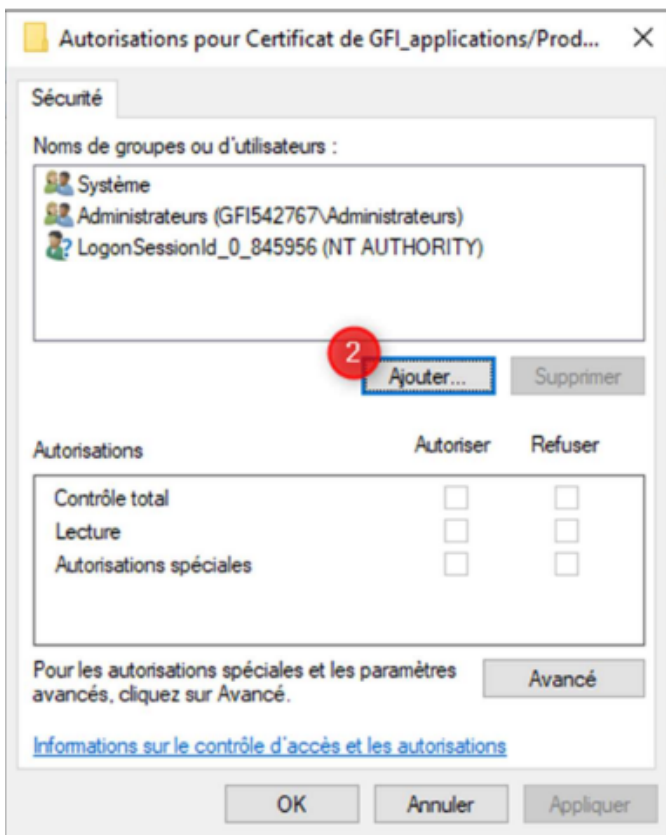 Autorisations pour Certificat de GFI_applications/Prod...
Sécurité
Noms de groupes ou d'utilisateurs :
Système
Administrateurs (GFI542767\Administrateurs)
LogonSessionId_0_845956 (NT AUTHORITY)
2
Ajouter...
Supprimer
Autorisations Autoriser Refuser
Contrôle total
Lecture
Autorisations spéciales
Pour les autorisations spéciales et les paramètres
avancés, cliquez sur Avancé.
Avancé
Informations sur le contrôle d'accès et les autorisations
OK Annuler Appliquer